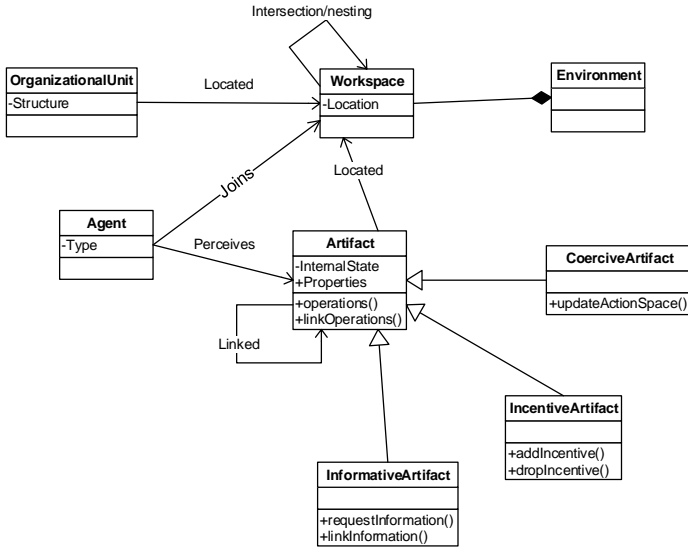 Intersection/nesting
OrganizationalUnit
-Structure
Located
Workspace
-Location
Environment
Joins
Located
Agent
-Type
Perceives
Artifact
-InternalState
+Properties
+operations()
+linkOperations()
Linked
CoerciveArtifact
+updateActionSpace()
IncentiveArtifact
+addIncentive()
+dropIncentive()
InformativeArtifact
+requestInformation()
+linkInformation()